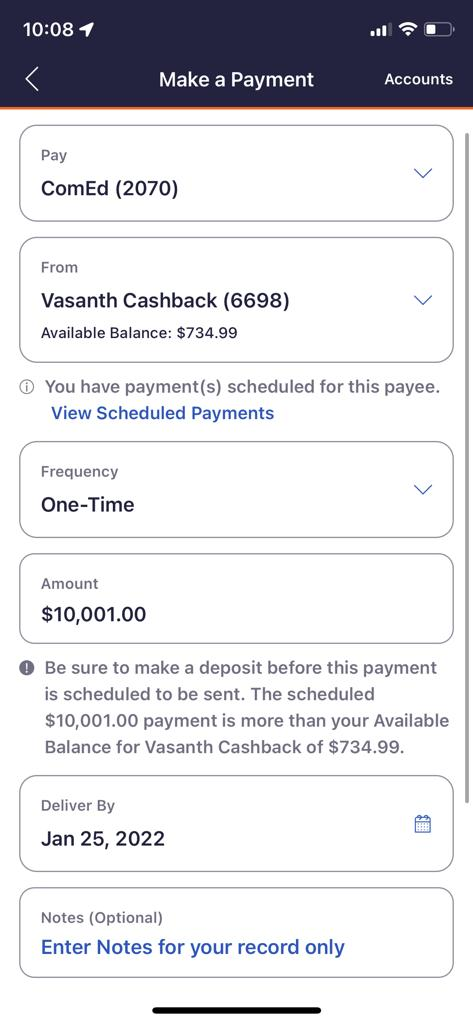 10:08
Make a Payment
Accounts
Pay
ComEd (2070)
From
Vasanth Cashback (6698)
Available Balance: $734.99
You have payment(s) scheduled for this payee.
View Scheduled Payments
Frequency
One-Time
Amount
$10,001.00
Be sure to make a deposit before this payment
is scheduled to be sent. The scheduled
$10,001.00 payment is more than your Available
Balance for Vasanth Cashback of $734.99.
Deliver By
Jan 25, 2022
Notes (Optional)
Enter Notes for your record only